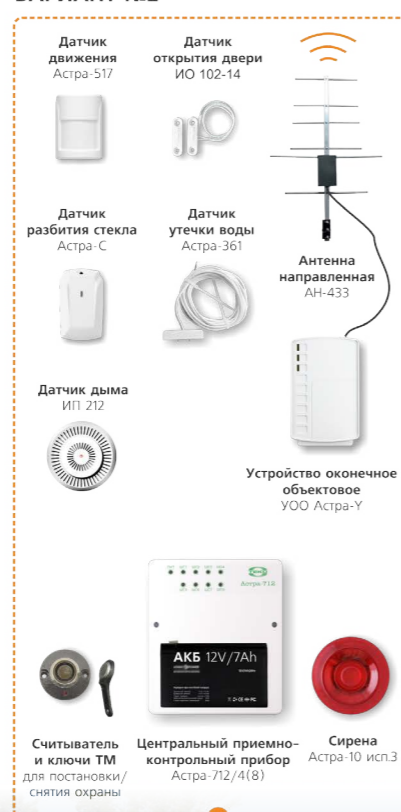 Датчик
движения
Астра-517
Датчик
открытия двери
ИО 102-14
Датчик
разбития стекла
Астра-С
Датчик
утечки воды
Астра-361
Антенна
направленная
АН-433
Датчик дыма
ИП 212
Устройство оконечное
объектовое
УОО Астра-Y
Астра-712
АКБ 12V/7Ah
Считыватель
и ключи ТМ
для постановки/
снятия охраны
Центральный приемно-
контрольный прибор
Астра-712/4(8)
Сирена
Астра-10 исп.3